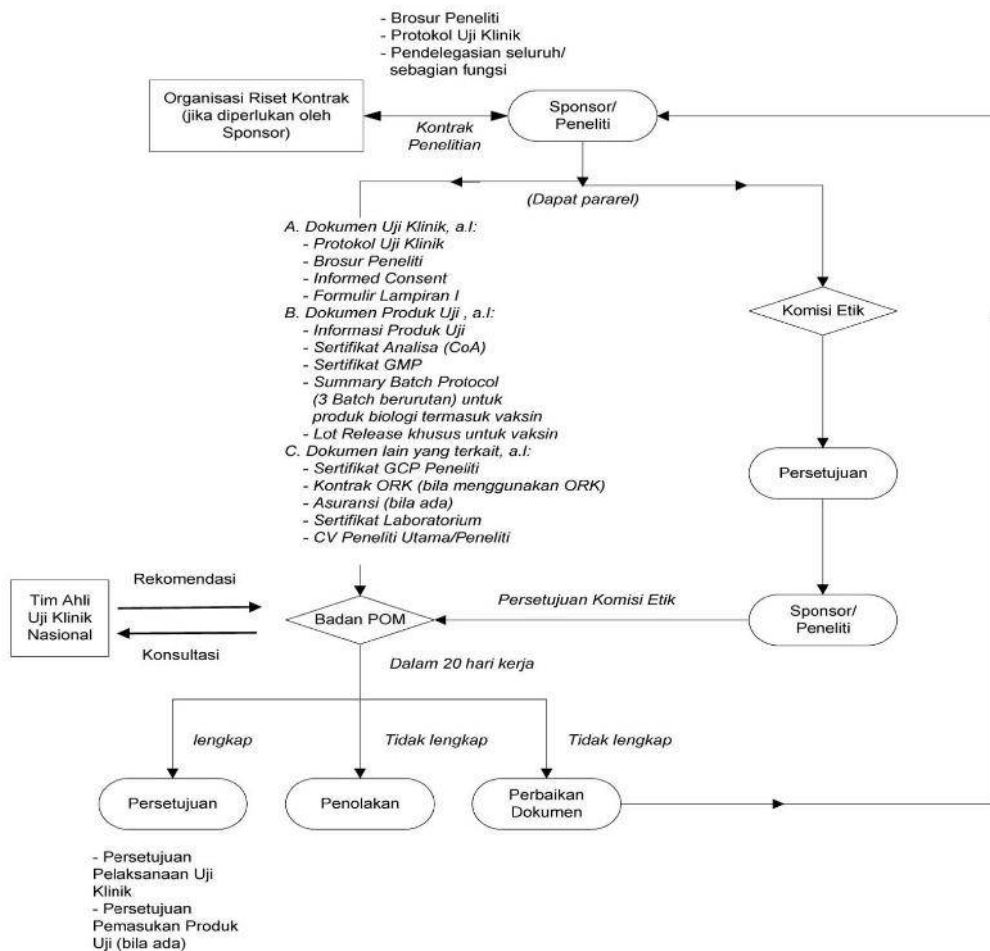 - Brosur Peneliti
- Protokol Uji Klinik
- Pendelegasian seluruh/
sebagian fungsi
Organisasi Riset Kontrak
(jika diperlukan oleh
Sponsor)
Kontrak
Penelitian
Sponsor/
Peneliti
(Dapat pararel)
A. Dokumen Uji Klinik, a.l:
- Protokol Uji Klinik
- Brosur Peneliti
- Informed Consent
- Formulir Lampiran I
B. Dokumen Produk Uji , a.l:
- Informasi Produk Uji
- Sertifikat Analisa (CoA)
- Sertifikat GMP
- Summary Batch Protocol
(3 Batch berurutan) untuk
produk biologi termasuk vaksin
- Lot Release khusus untuk vaksin
C. Dokumen lain yang terkait, a.l:
- Sertifikat GCP Peneliti
- Kontrak ORK (bila menggunakan ORK)
- Asuransi (bila ada)
- Sertifikat Laboratorium
- CV Peneliti Utama/Peneliti
Komisi Etik
Persetujuan
Sponsor/
Peneliti
Persetujuan Komisi Etik
Tim Ahli
Uji Klinik
Nasional
Rekomendasi
Konsultasi
Badan POM
Dalam 20 hari kerja
lengkap
Tidak lengkap
Tidak lengkap
Persetujuan
Penolakan
Perbaikan
Dokumen
- Persetujuan
Pelaksanaan Uji
Klinik
- Persetujuan
Pemasukan Produk
Uji (bila ada)